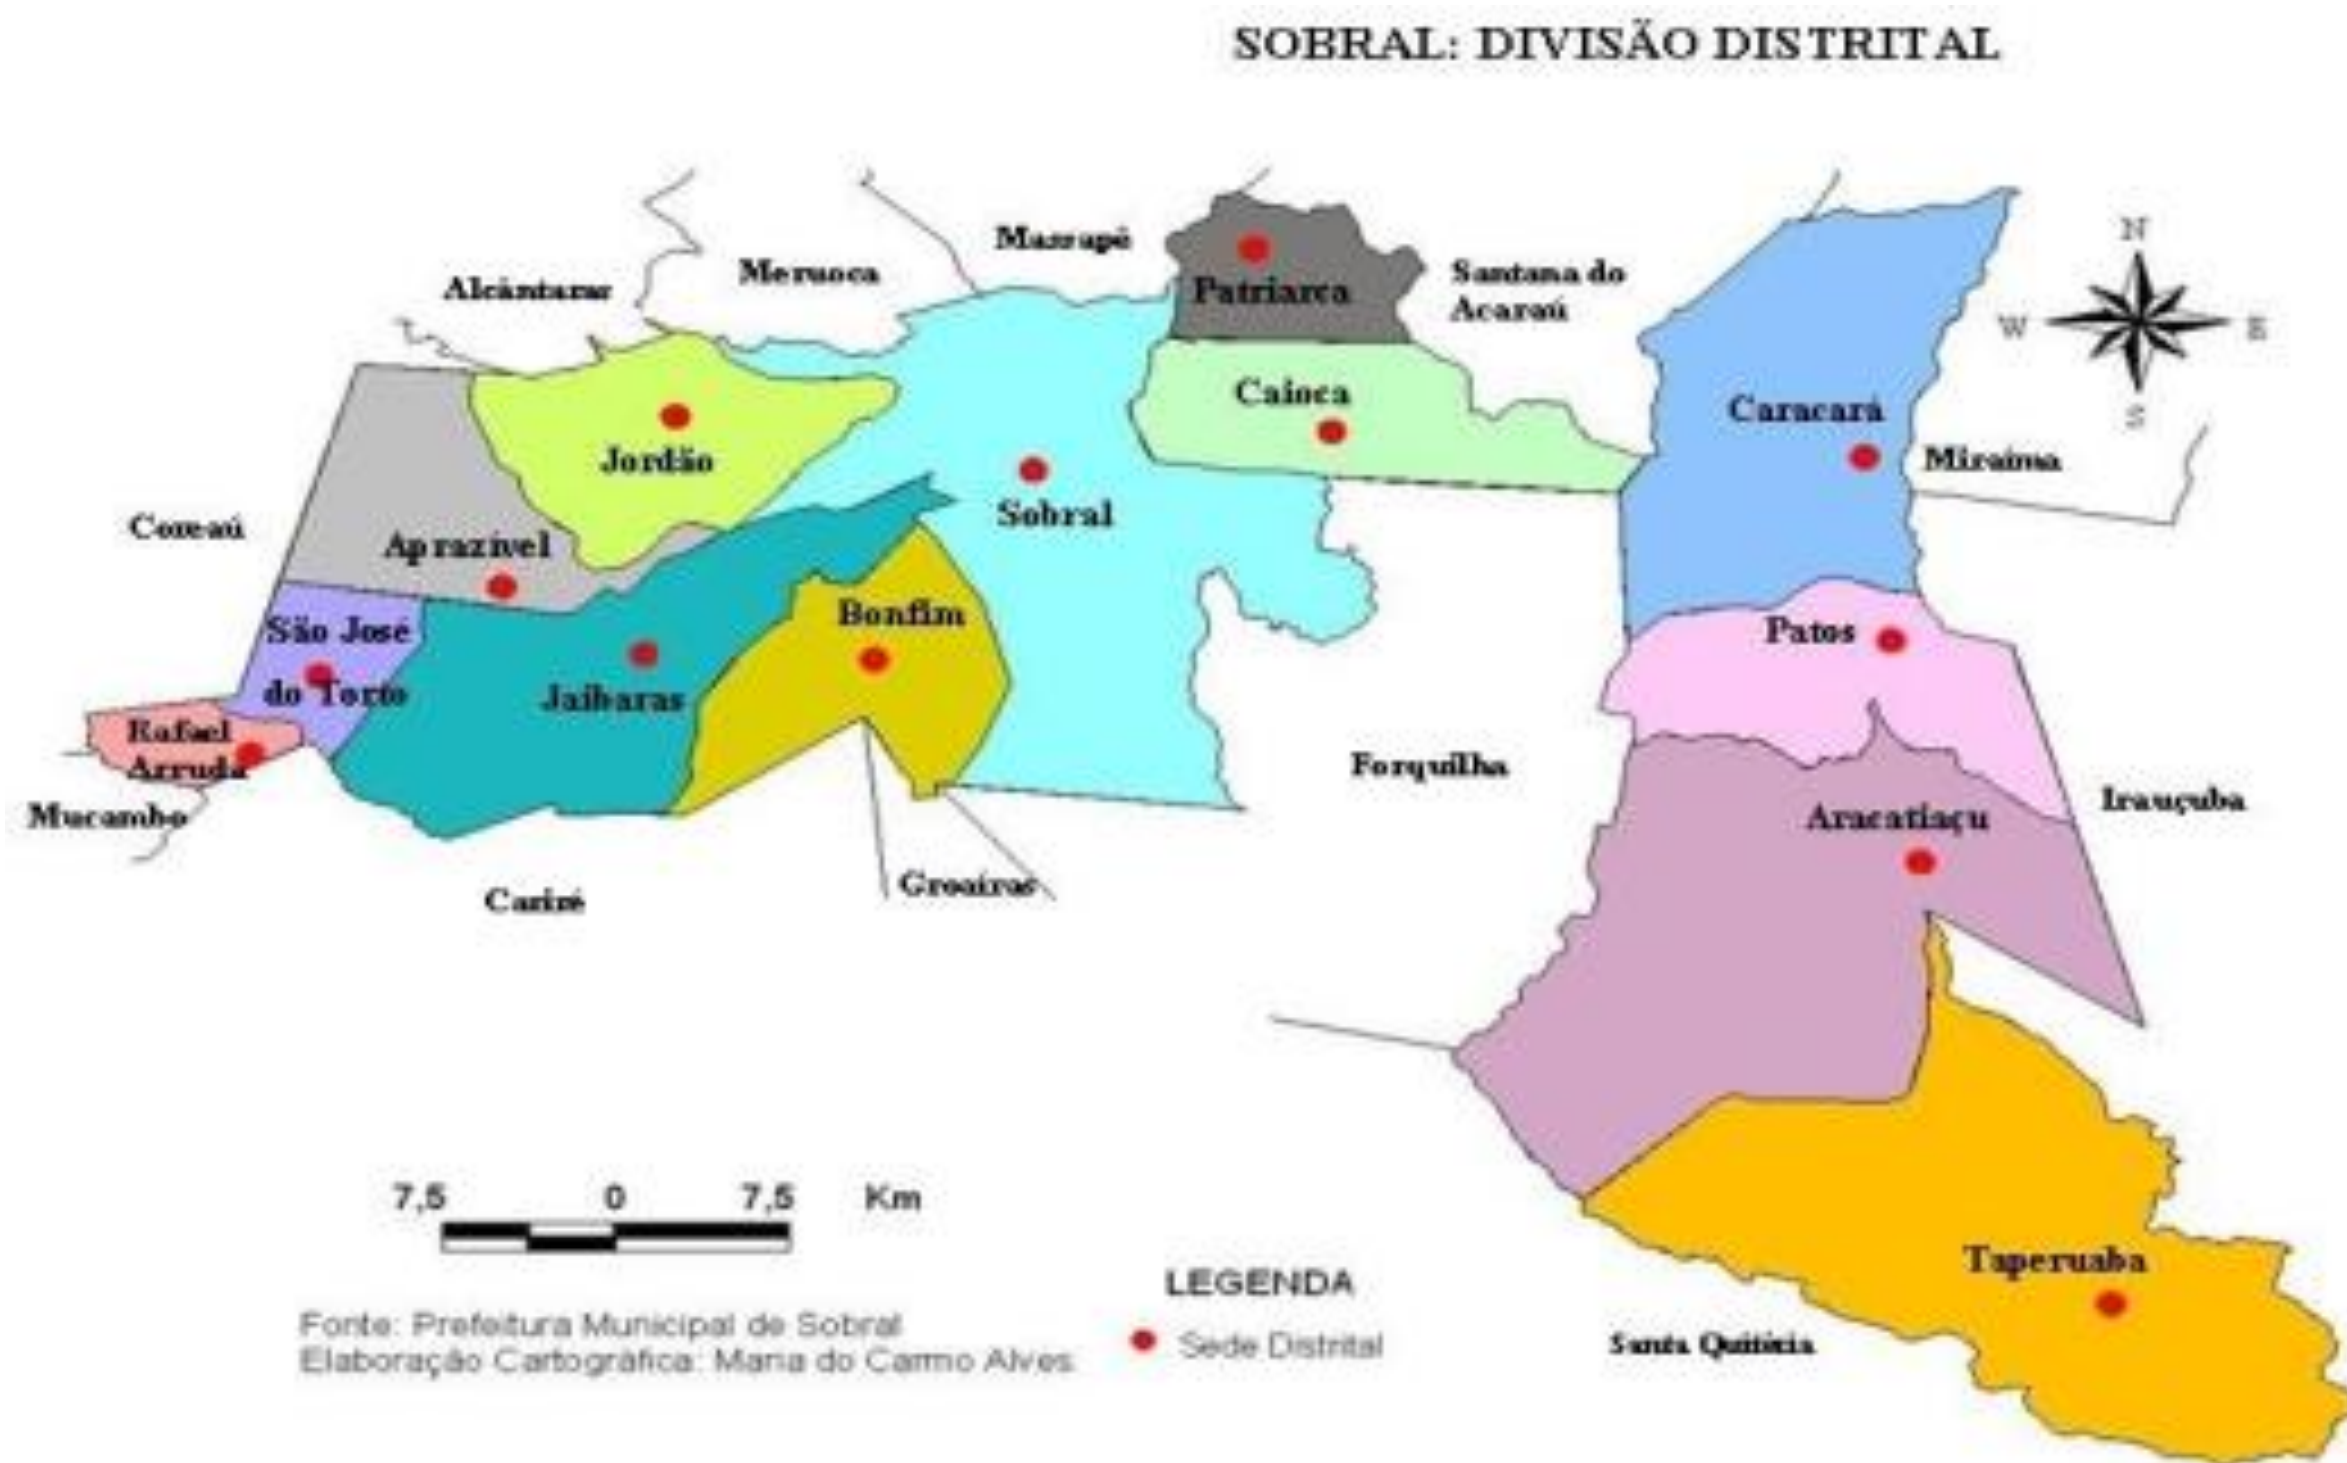 SOBRAL: DIVISÃO DISTRITAL
Massapê
Meruoca
Alcântaras
Patriarca
Santana do
Acaraú
N
W
E
S
Caioca
Caracará
Jordão
Sobral
Miraíma
Coreaú
Aprazível
São José
do Torto
Bonfim
Patos
Jaibaras
Rafael
Arruda
Forquilha
Mucambo
Irauçuba
Aracatiaçu
Groaíras
Cariré
7,5 0 7,5 Km
Taperuaba
LEGENDA
Sede Distrital
Santa Quitéria
Fonte: Prefeitura Municipal de Sobral
Elaboração Cartográfica: Maria do Carmo Alves